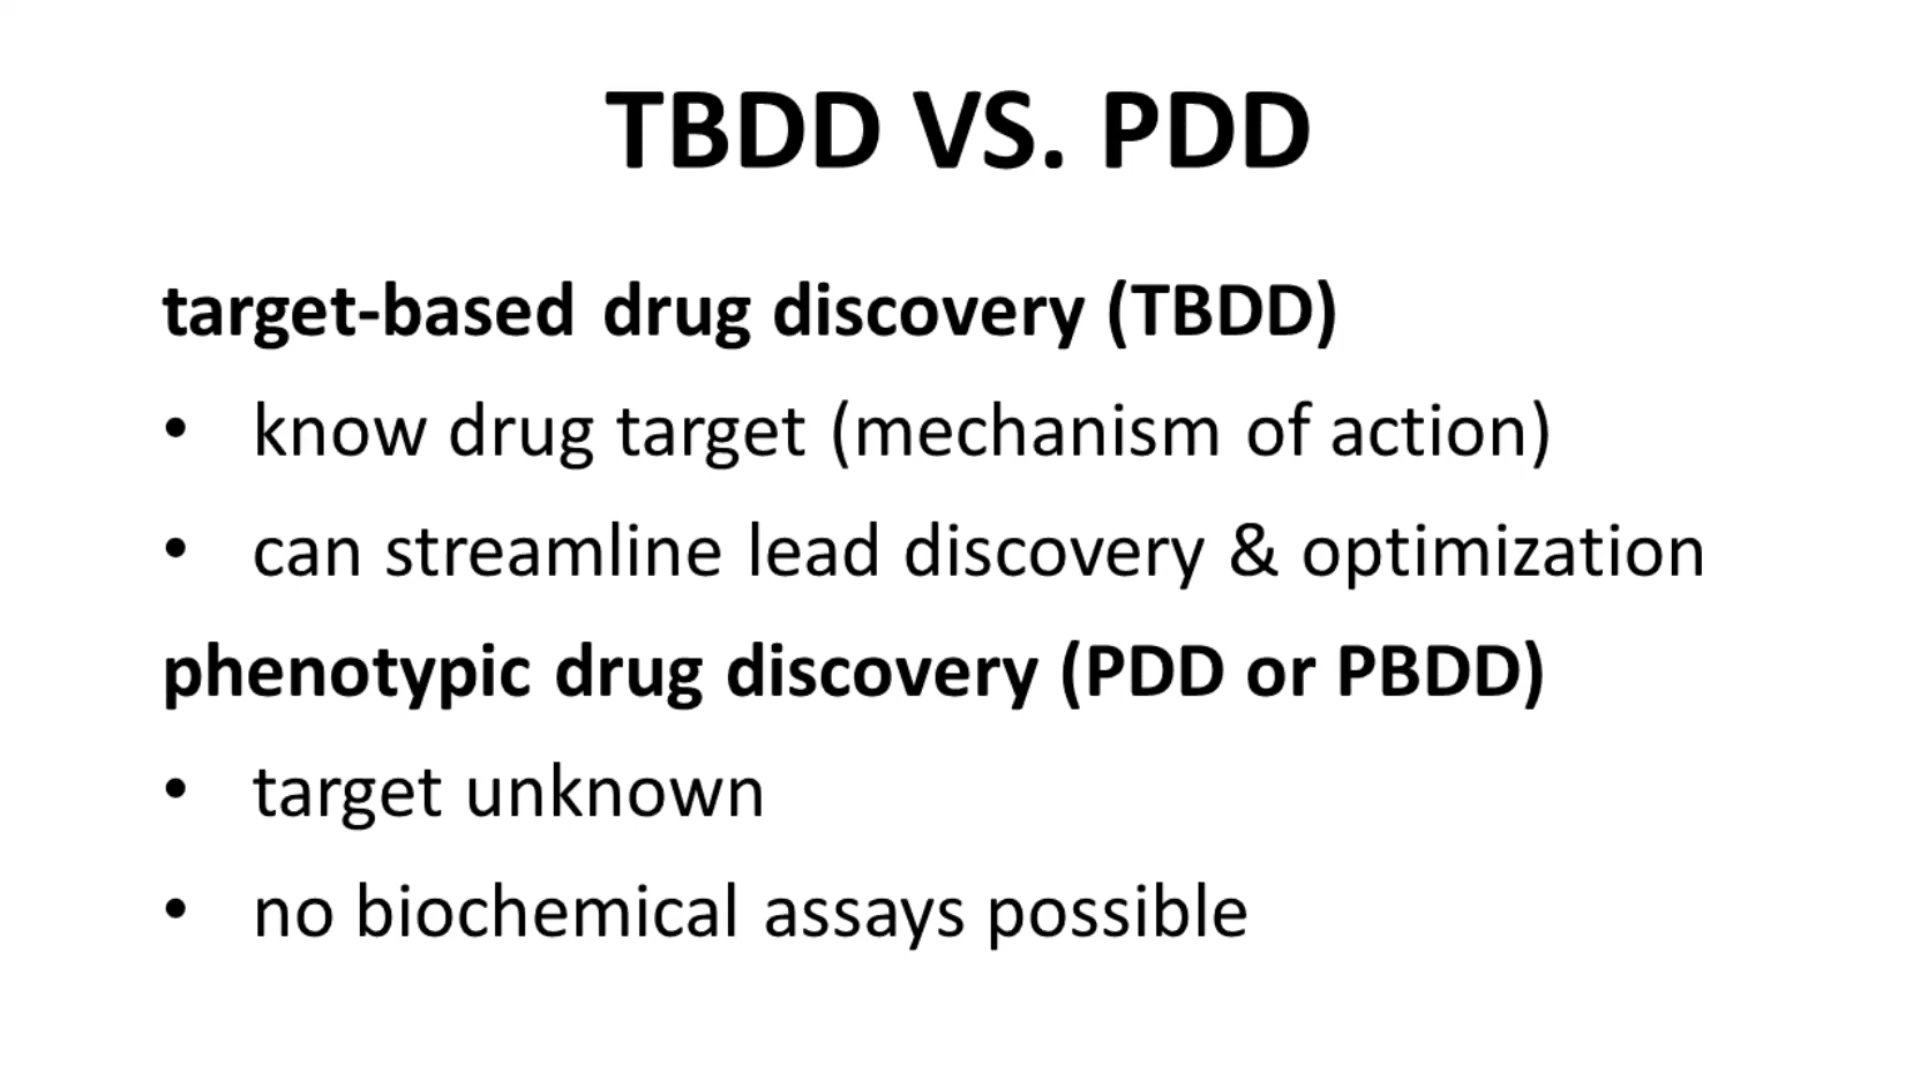 TBDD VS. PDD
target-based drug discovery (TBDD)
• know drug target (mechanism of action)
• can streamline lead discovery & optimization
phenotypic drug discovery (PDD or PBDD)
• target unknown
• no biochemical assays possible